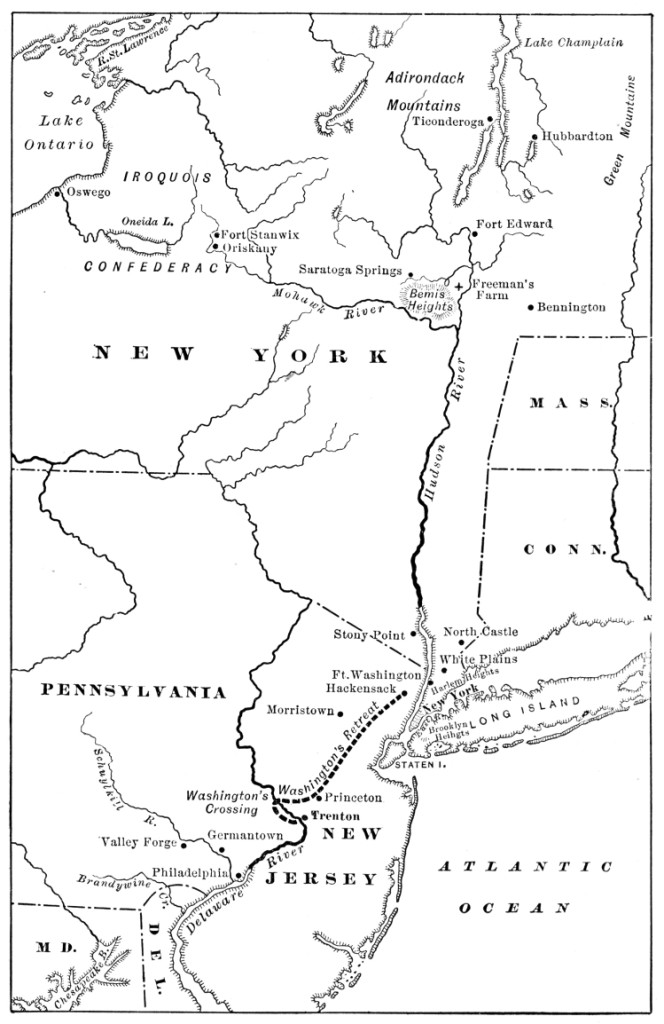 R. St. Lawrence
Lake Champlain
Adirondack
Mountains
Ticonderoga
Hubbardton
Green Mountains
Lake
Ontario
IROQUOIS
Oswego
Oneida L.
Fort Stanwix
Oriskany
Fort Edward
CONFEDERACY
Saratoga Springs
Freeman's
Farm
Bemis
Heights
Mohawk River
Bennington
NEW YORK
Hudson River
MASS.
CONN.
Stony Point
North Castle
White Plains
Ft. Washington
Harlem Heights
Hackensack
New York
PENNSYLVANIA
Morristown
LONG ISLAND
Brooklyn
Heihgts
Washington's Retreat
STATEN I.
Schuylkill R.
Washington's
Crossing
Princeton
Trenton
Valley Forge
Germantown
NEW
JERSEY
Philadelphia
Brandywine Cr.
Delaware River
ATLANTIC
OCEAN
MD.
DEL.
Chesapeake B.